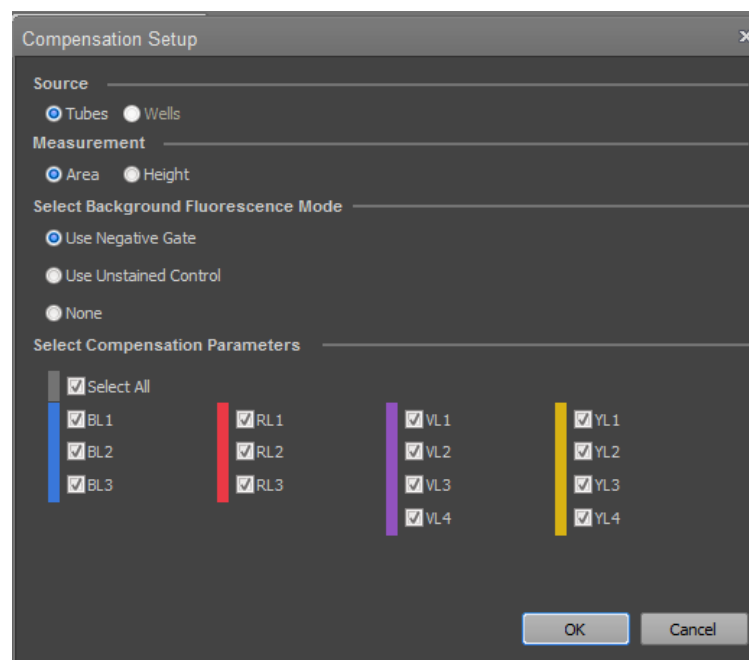 Compensation Setup
Source
Tubes Wells
Measurement
Area Height
Select Background Fluorescence Mode
Use Negative Gate
Use Unstained Control
None
Select Compensation Parameters
Select All
BL1 RL1 VL1 YL1
BL2 RL2 VL2 YL2
BL3 RL3 VL3 YL3
VL4 YL4
OK Cancel